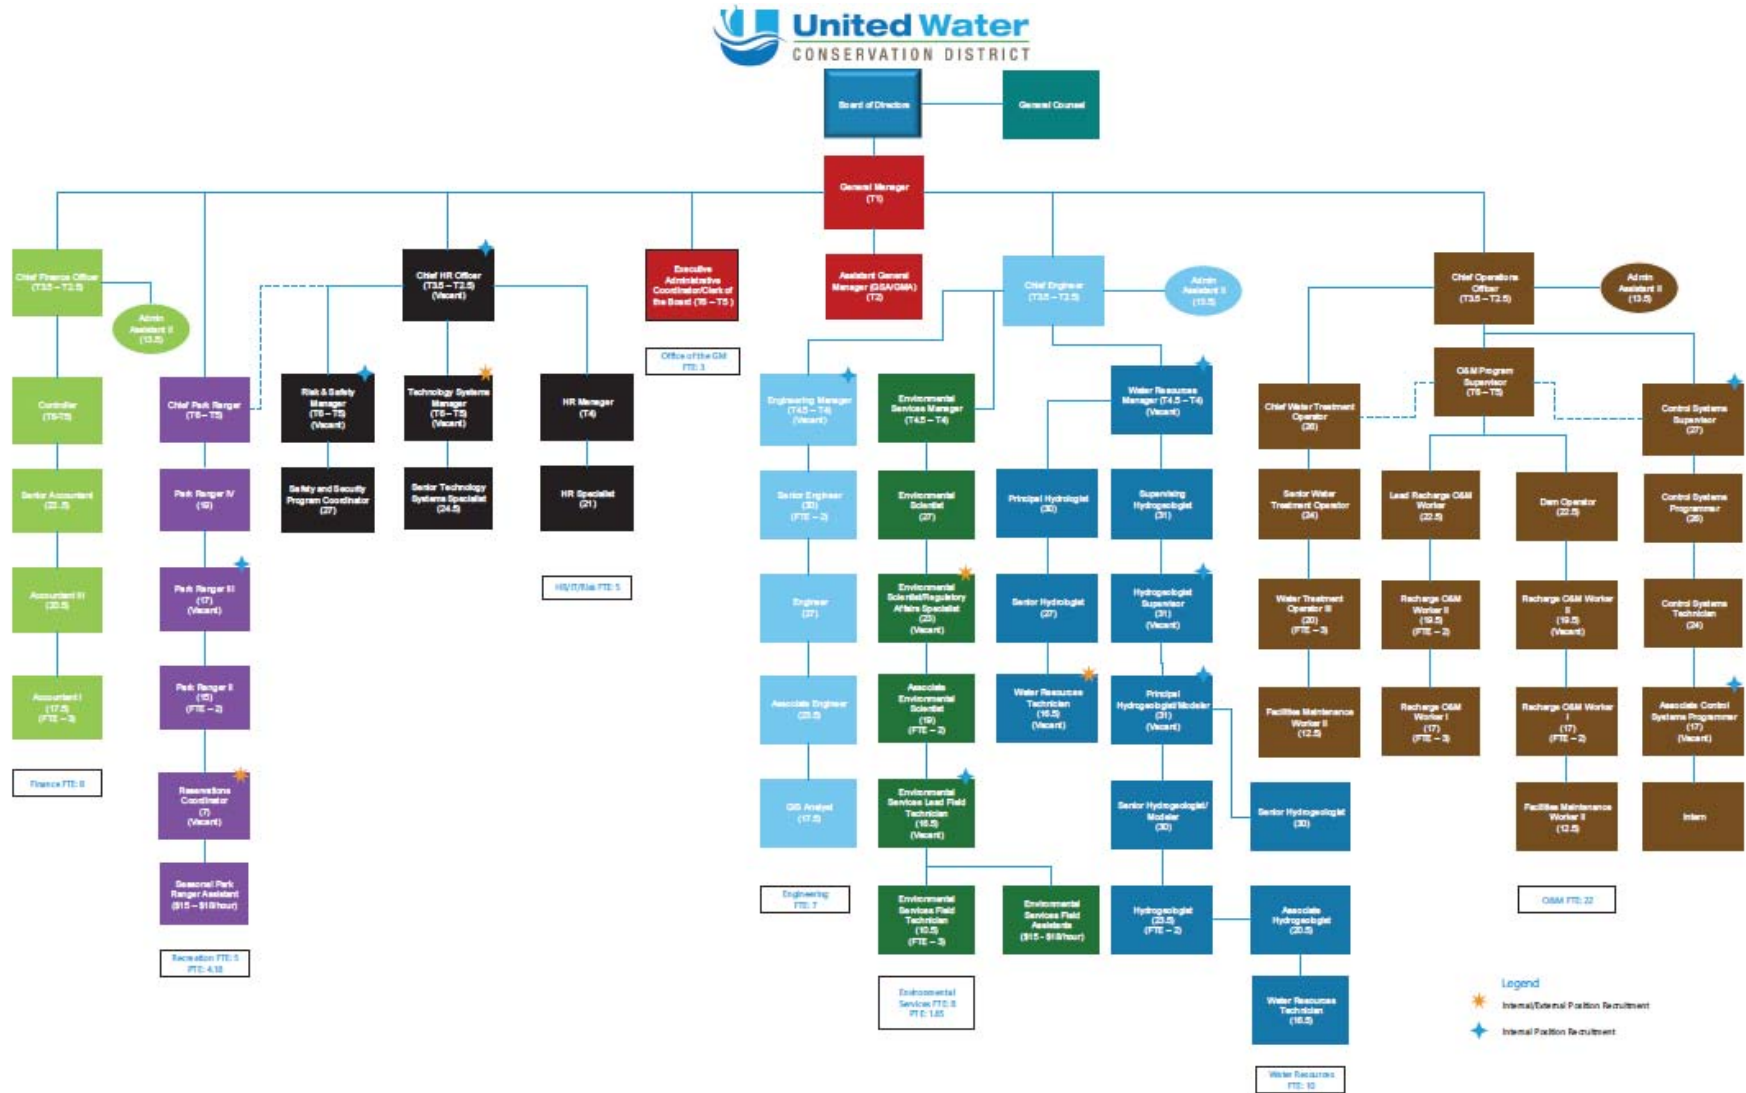 United Water
CONSERVATION DISTRICT
Board of Directors
General Counsel
General Manager
(T1)
Chief Finance Officer
(T3.5 – T2.5)
Admin
Assistant II
(13.5)
Chief HR Officer
(T3.5 – T2.5)
(Vacant)
Executive
Administrative
Coordinator/Clerk of
the Board (T6 – T5)
Assistant General
Manager (GSA/GMA)
(T2)
Chief Engineer
(T3.5 – T2.5)
Admin
Assistant II
(13.5)
Chief Operations
Officer
(T3.5 – T2.5)
Admin
Assistant II
(13.5)
Office of the GM
FTE: 3
Controller
(T6-T5)
Chief Park Ranger
(T6 – T5)
Risk & Safety
Manager
(T6 – T5)
(Vacant)
Technology Systems
Manager
(T6 – T5)
(Vacant)
HR Manager
(T4)
Engineering Manager
(T4.5 – T4)
(Vacant)
Environmental
Services Manager
(T4.5 – T4)
Water Resources
Manager (T4.5 – T4)
(Vacant)
Chief Water Treatment
Operator
(26)
O&M Program
Supervisor
(T6 – T5)
Control Systems
Supervisor
(27)
Senior Accountant
Park Ranger IV
(19)
Safety and Security
Program Coordinator
(27)
Senior Technology
Systems Specialist
(24.5)
HR Specialist
(21)
Senior Engineer
(30)
(FTE – 2)
Environmental
Scientist
(27)
Principal Hydrologist
(30)
Supervising
Hydrogeologist
(31)
Senior Water
Treatment Operator
(24)
Lead Recharge O&M
Worker
(22.5)
Dam Operator
(22.5)
Control Systems
Programmer
(26)
Accountant III
(20.5)
Park Ranger III
(17)
(Vacant)
HR/IT/Risk FTE: 5
Engineer
(27)
Environmental
Scientist/Regulatory
Affairs Specialist
(23)
(Vacant)
Senior Hydrologist
(27)
Hydrogeologist
Supervisor
(31)
(Vacant)
Water Treatment
Operator III
(20)
(FTE – 3)
Recharge O&M
Worker II
(19.5)
(FTE – 2)
Recharge O&M Worker
II
(19.5)
(Vacant)
Control Systems
Technician
(24)
Accountant I
(17.5)
(FTE – 3)
Park Ranger II
(15)
(FTE – 2)
Associate Engineer
(23.5)
Associate
Environmental
Scientist
(19)
(FTE – 2)
Water Resources
Technician
(16.5)
(Vacant)
Principal
Hydrogeologist/Modeler
(31)
(Vacant)
Facilities Maintenance
Worker II
(12.5)
Recharge O&M
Worker I
(17)
(FTE – 3)
Recharge O&M Worker
I
(17)
(FTE – 2)
Associate Control
Systems Programmer
(17)
(Vacant)
Finance FTE: 8
Reservations
Coordinator
(7)
(Vacant)
GIS Analyst
(17.5)
Environmental
Services Lead Field
Technician
(16.5)
(Vacant)
Senior Hydrogeologist/
Modeler
(30)
Senior Hydrogeologist
(30)
Facilities Maintenance
Worker II
(12.5)
Intern
Seasonal Park
Ranger Assistant
($15 – $18/hour)
Engineering
FTE: 7
Environmental
Services Field
Technician
(10.5)
(FTE – 3)
Environmental
Services Field
Assistants
($15 - $18/hour)
Hydrogeologist
(23.5)
(FTE – 2)
Associate
Hydrogeologist
(20.5)
O&M FTE: 22
Recreation FTE: 5
PTE: 4.18
Environmental
Services FTE: 8
PTE: 1.85
Water Resources
Technician
(16.5)
Water Resources
FTE: 10
Legend
Internal/External Position Recruitment
Internal Position Recruitment